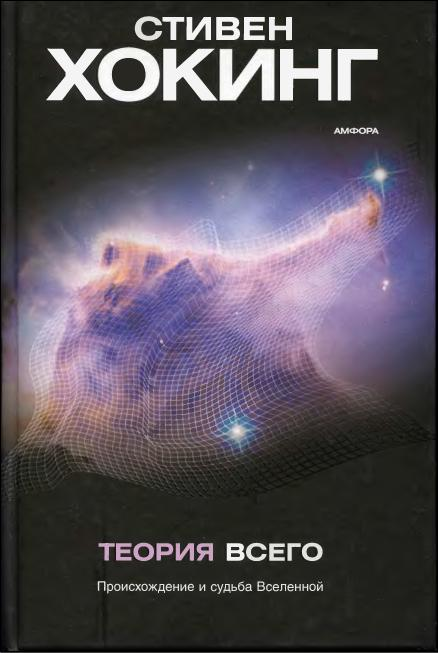 СТИВЕН
ХОКИНГ
АМФОРА
ТЕОРИЯ ВСЕГО
Происхождение и судьба Вселенной